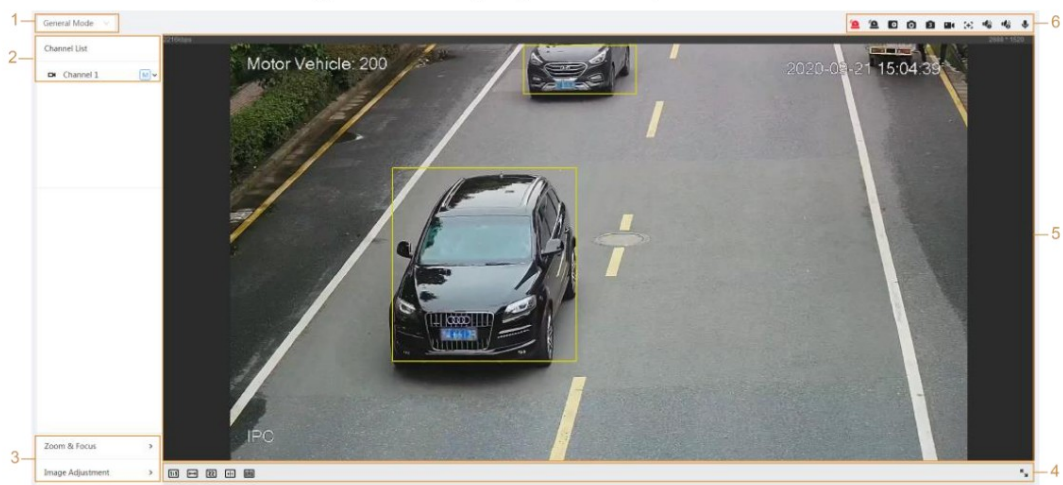 1
General Mode
6
2
Channel List
Channel 1
Motor Vehicle: 200
2020-09-21 15:04:39
5
IPC
3
Zoom & Focus
Image Adjustment
4